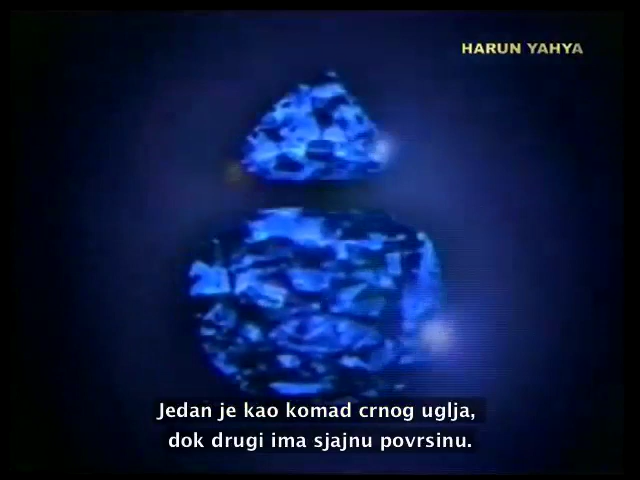 HARUN YAHYA
Jedan je kao komad crnog uglja,
dok drugi ima sjajnu povrsinu.